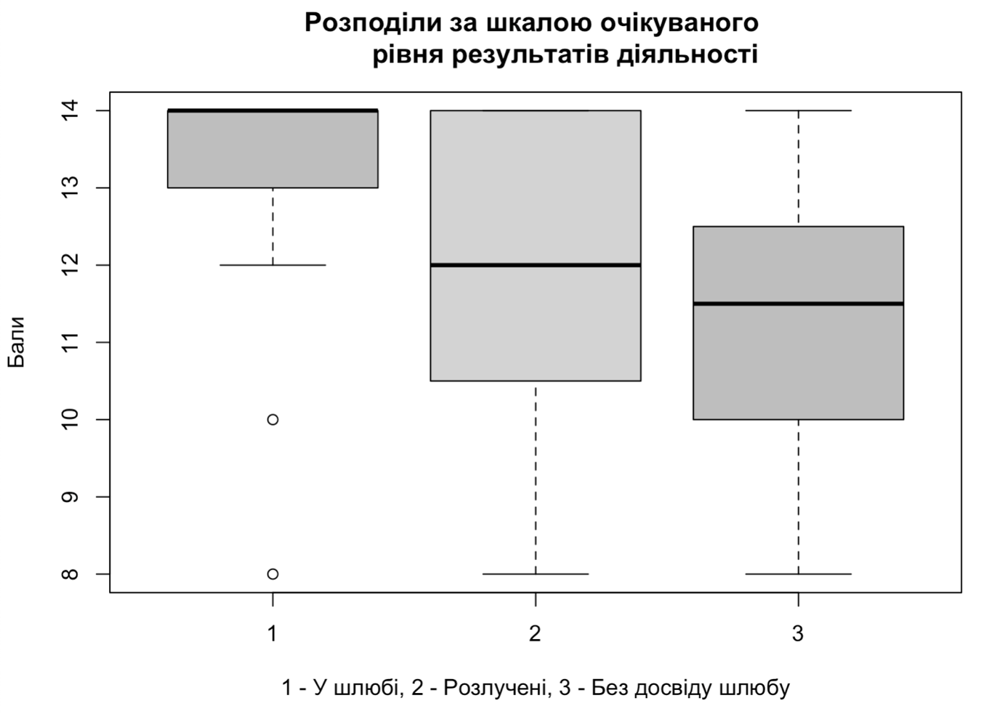 Розподіли за шкалою очікуваного
рівня результатів діяльності
Бали
14
13
12
11
10
9
8
1
2
3
1 - У шлюбі, 2 - Розлучені, 3 - Без досвіду шлюбу